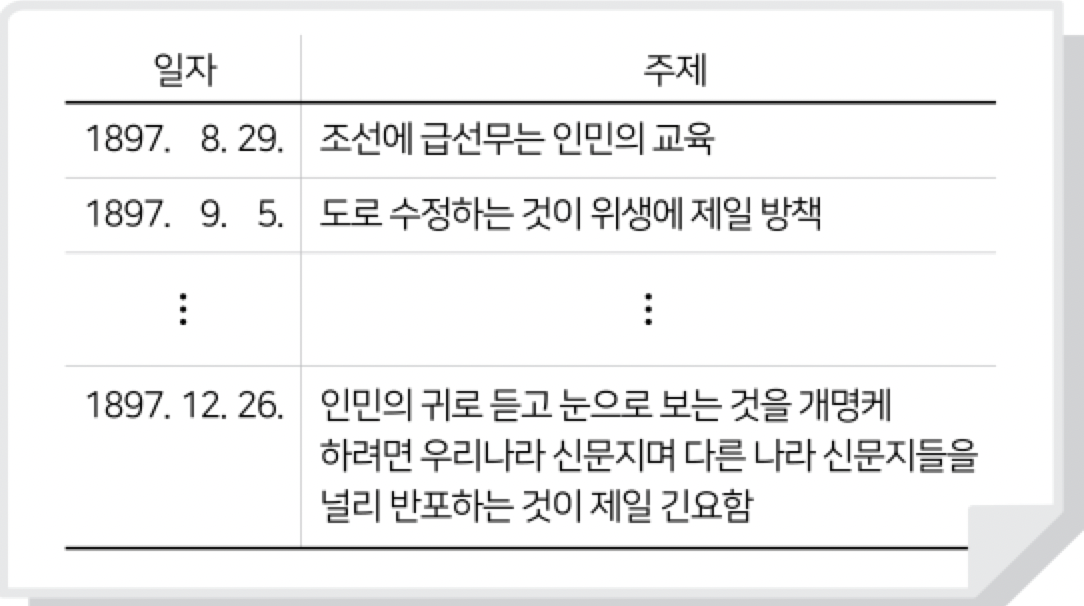 일자 주제
1897. 8. 29. 조선에 급선무는 인민의 교육
1897. 9. 5. 도로 수정하는 것이 위생에 제일 방책
⋮ ⋮
1897. 12. 26. 인민의 귀로 듣고 눈으로 보는 것을 개명케
하려면 우리나라 신문지며 다른 나라 신문지들을
널리 반포하는 것이 제일 긴요함